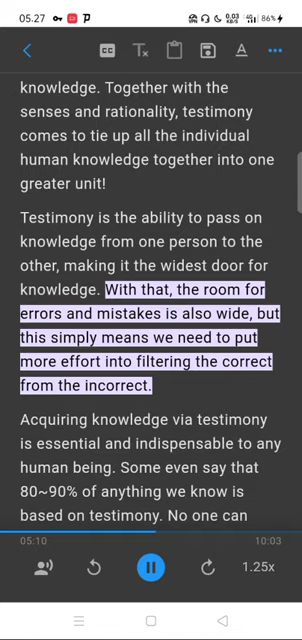 05.27
0.03
KB/S
86%
knowledge. Together with the
senses and rationality, testimony
comes to tie up all the individual
human knowledge together into one
greater unit!
Testimony is the ability to pass on
knowledge from one person to the
other, making it the widest door for
knowledge. With that, the room for
errors and mistakes is also wide, but
this simply means we need to put
more effort into filtering the correct
from the incorrect.
Acquiring knowledge via testimony
is essential and indispensable to any
human being. Some even say that
80~90% of anything we know is
based on testimony. No one can
05:10
10:03
1.25x